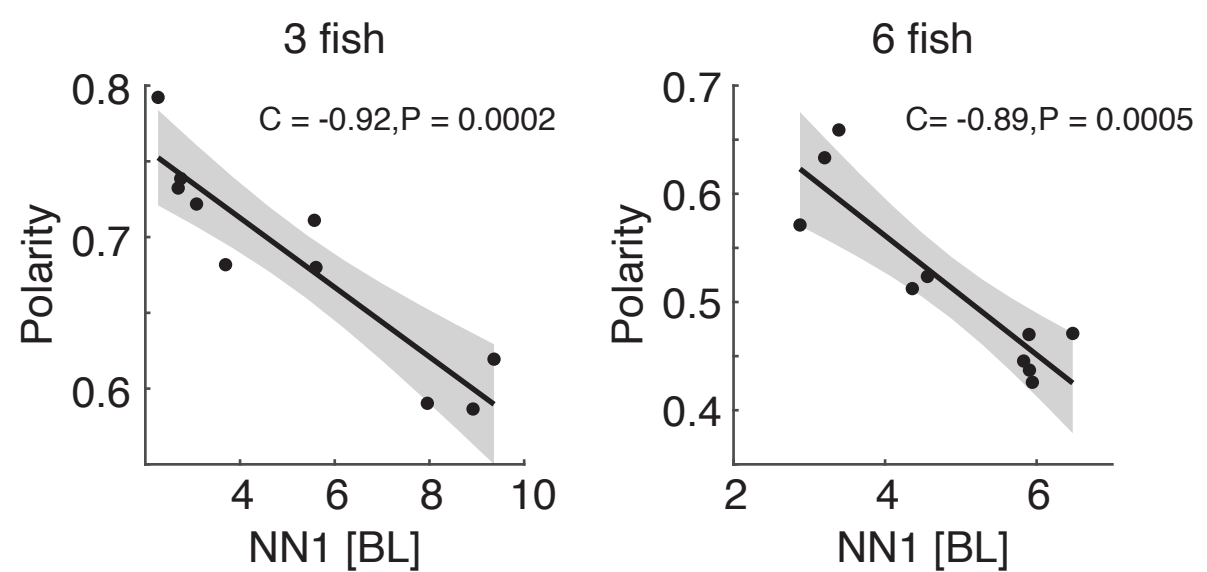 3 fish
C = -0.92,P = 0.0002
0.8
0.7
0.6
Polarity
4 6 8 10
NN1 [BL]
6 fish
C= -0.89,P = 0.0005
0.7
0.6
0.5
0.4
Polarity
2 4 6
NN1 [BL]